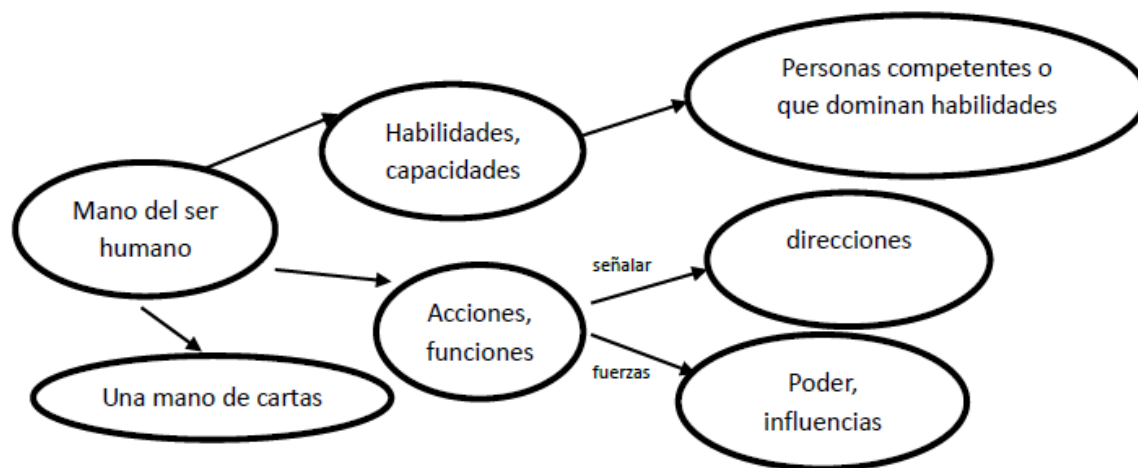 Personas competentes o
que dominan habilidades
Habilidades,
capacidades
Mano del ser
humano
direcciones
señalar
Acciones,
funciones
fuerzas
Poder,
influencias
Una mano de cartas